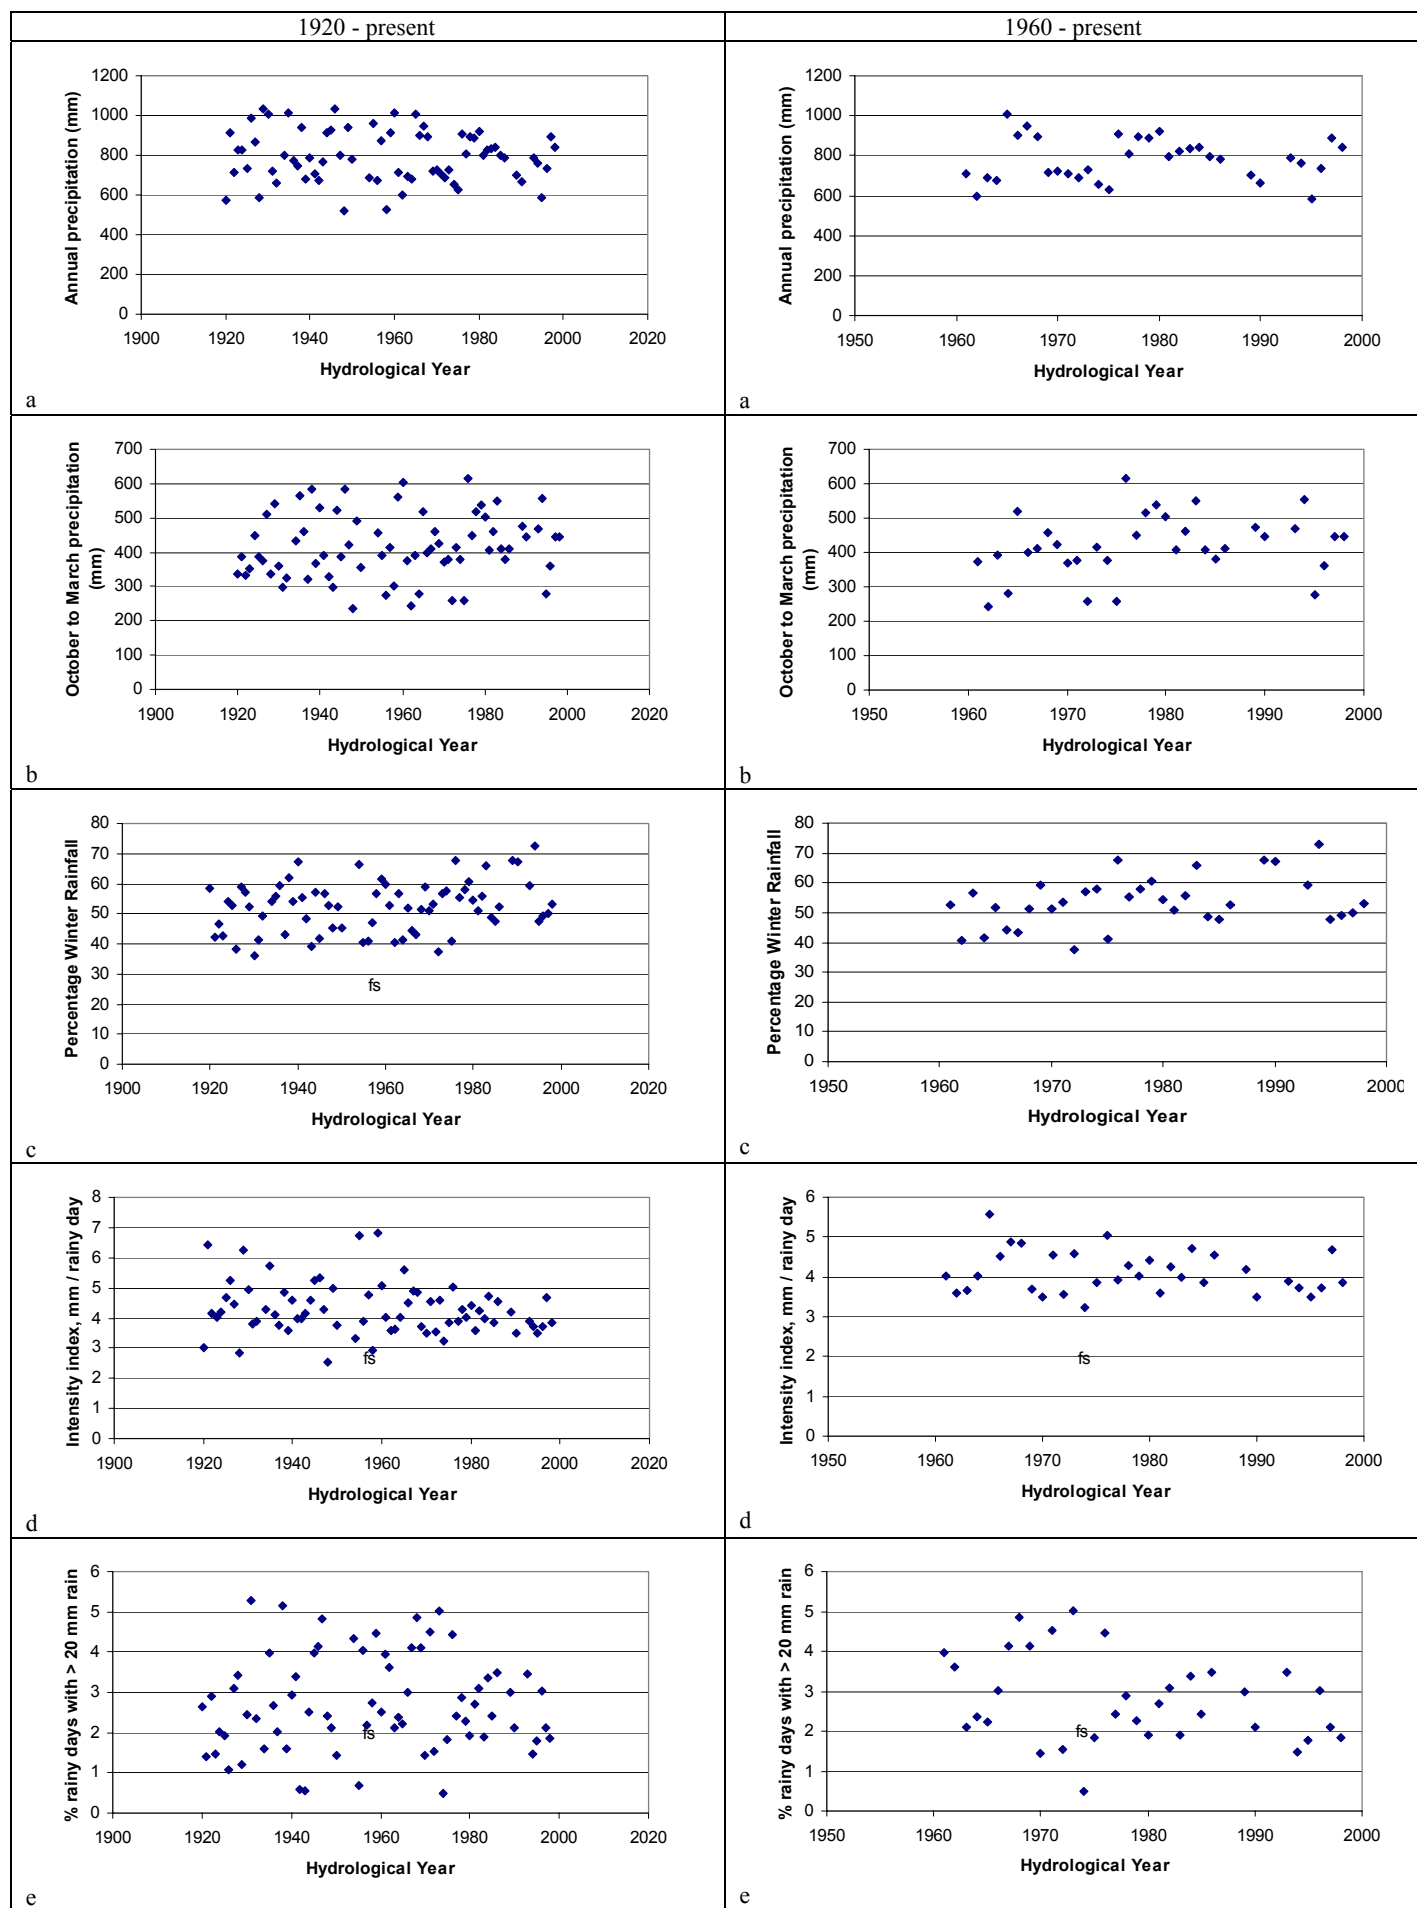 1920 - present
1960 - present
Annual precipitation (mm)
1200
1000
800
600
400
200
0
1900 1920 1940 1960 1980 2000 2020
Hydrological Year
a
Annual precipitation (mm)
1200
1000
800
600
400
200
0
1950 1960 1970 1980 1990 2000
Hydrological Year
a
October to March precipitation
(mm)
700
600
500
400
300
200
100
0
1900 1920 1940 1960 1980 2000 2020
Hydrological Year
b
October to March precipitation
(mm)
700
600
500
400
300
200
100
0
1950 1960 1970 1980 1990 2000
Hydrological Year
b
Percentage Winter Rainfall
80
70
60
50
40
30
20
10
0
fs
1900 1920 1940 1960 1980 2000 2020
Hydrological Year
c
Percentage Winter Rainfall
80
70
60
50
40
30
20
10
0
1950 1960 1970 1980 1990 2000
Hydrological Year
c
Intensity index, mm / rainy day
8
7
6
5
4
3
2
1
0
fs
1900 1920 1940 1960 1980 2000 2020
Hydrological Year
d
Intensity index, mm / rainy day
6
5
4
3
2
1
0
fs
1950 1960 1970 1980 1990 2000
Hydrological Year
d
% rainy days with > 20 mm rain
6
5
4
3
2
1
0
fs
1900 1920 1940 1960 1980 2000 2020
Hydrological Year
e
% rainy days with > 20 mm rain
6
5
4
3
2
1
0
fs
1950 1960 1970 1980 1990 2000
Hydrological Year
e